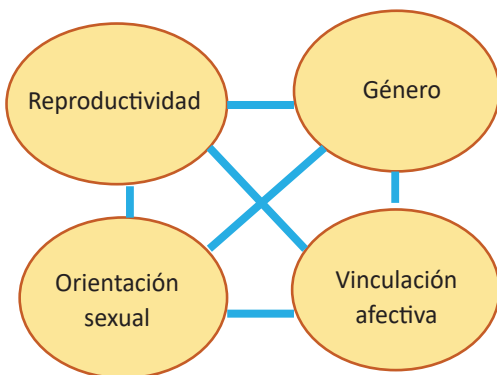 Reproductividad
Género
Orientación
sexual
Vinculación
afectiva